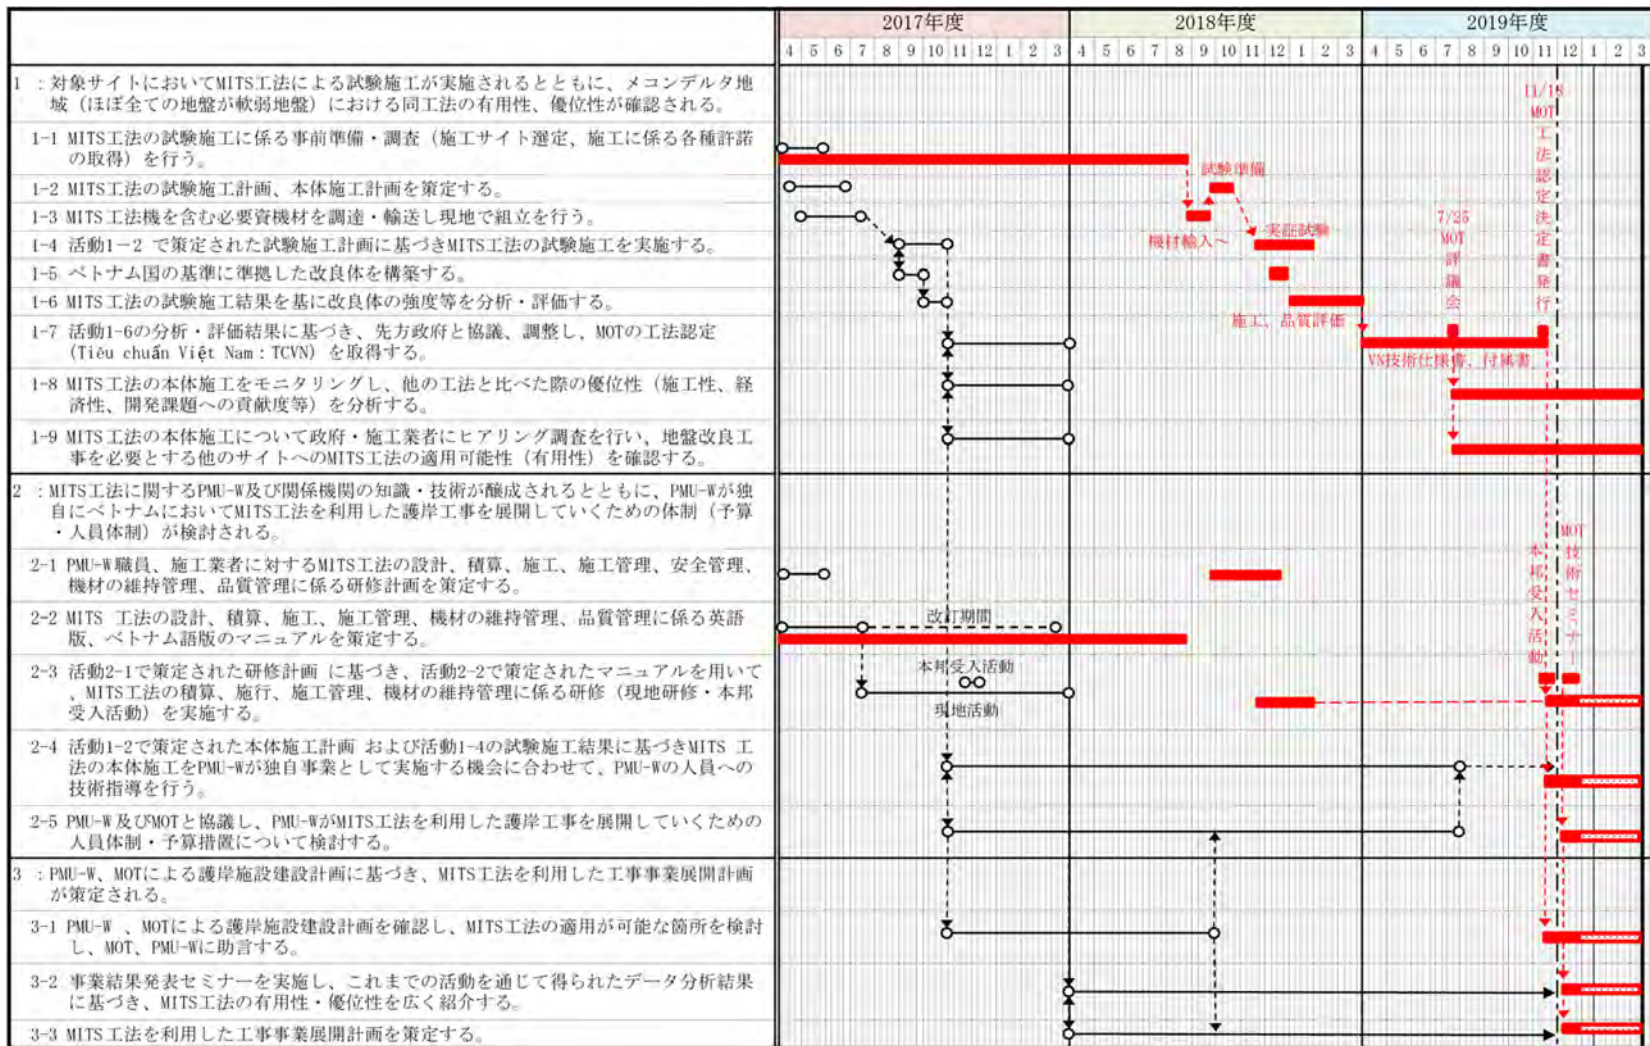 2017年度 2018年度 2019年度
4 5 6 7 8 9 10 11 12 1 2 3 4 5 6 7 8 9 10 11 12 1 2 3 4 5 6 7 8 9 10 11 12 1 2 3
1 :対象サイトにおいてMITS工法による試験施工が実施されるとともに、メコンデルタ地
域（ほぼ全ての地盤が軟弱地盤）における同工法の有用性、優位性が確認される。
1-1 MITS工法の試験施工に係る事前準備・調査（施工サイト選定、施工に係る各種許諾
の取得）を行う。
1-2 MITS工法の試験施工計画、本体施工計画を策定する。
1-3 MITS工法機を含む必要資機材を調達・輸送し現地で組立を行う。
1-4 活動1－2 で策定された試験施工計画に基づきMITS工法の試験施工を実施する。
1-5 ベトナム国の基準に準拠した改良体を構築する。
1-6 MITS工法の試験施工結果を基に改良体の強度等を分析・評価する。
1-7 活動1-6の分析・評価結果に基づき、先方政府と協議、調整し、MOTの工法認定
(Tiêu chuẩn Việt Nam：TCVN) を取得する。
1-8 MITS工法の本体施工をモニタリングし、他の工法と比べた際の優位性（施工性、経
済性、開発課題への貢献度等）を分析する。
1-9 MITS工法の本体施工について政府・施工業者にヒアリング調査を行い、地盤改良工
事を必要とする他のサイトへのMITS工法の適用可能性（有用性）を確認する。
試験準備
機材輸入～
実証試験
施工、品質評価
7/25
MOT
評議会
11/18
MOT
工法認定決定書発行
VN技術仕様書、付属書
2 :MITS工法に関するPMU-W及び関係機関の知識・技術が醸成されるとともに、PMU-Wが独
自にベトナムにおいてMITS工法を利用した護岸工事を展開していくための体制（予算
・人員体制）が検討される。
2-1 PMU-W職員、施工業者に対するMITS工法の設計、積算、施工、施工管理、安全管理、
機材の維持管理、品質管理に係る研修計画を策定する。
2-2 MITS 工法の設計、積算、施工、施工管理、機材の維持管理、品質管理に係る英語
版、ベトナム語版のマニュアルを策定する。
2-3 活動2-1で策定された研修計画 に基づき、活動2-2で策定されたマニュアルを用いて
、MITS工法の積算、施行、施工管理、機材の維持管理に係る研修（現地研修・本邦
受入活動）を実施する。
2-4 活動1-2で策定された本体施工計画 および活動1-4の試験施工結果に基づきMITS 工
法の本体施工をPMU-Wが独自事業として実施する機会に合わせて、PMU-Wの人員への
技術指導を行う。
2-5 PMU-W及びMOTと協議し、PMU-WがMITS工法を利用した護岸工事を展開していくための
人員体制・予算措置について検討する。
改訂期間
本邦受入活動
現地活動
本邦受入活動
MOT
技術セミナー
3 :PMU-W、MOTによる護岸施設建設計画に基づき、MITS工法を利用した工事事業展開計画
が策定される。
3-1 PMU-W 、MOTによる護岸施設建設計画を確認し、MITS工法の適用が可能な箇所を検討
し、MOT、PMU-Wに助言する。
3-2 事業結果発表セミナーを実施し、これまでの活動を通じて得られたデータ分析結果
に基づき、MITS工法の有用性・優位性を広く紹介する。
3-3 MITS工法を利用した工事事業展開計画を策定する。